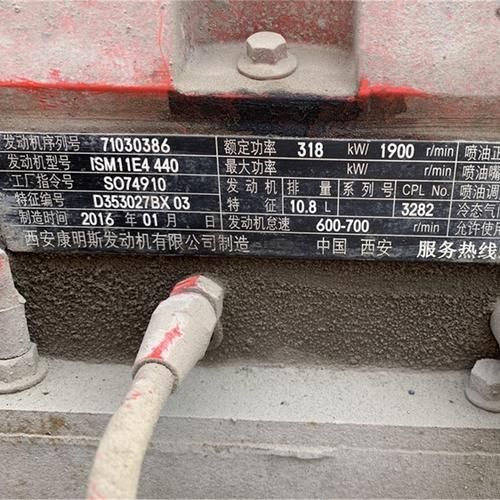 发动机序列号 71030386 额定功率 318 kW/ 1900 r/min 喷油正
发动机型号 ISM11E4 440 最大功率 kW/ r/min 喷油嘴
工厂指令号 SO74910 发动机 排量 系列号 CPL No. 喷油调
特征编号 D353027BX 03 特征 10.8 L 3282 冷态气
制造时间 2016 年 01 月 日 发动机怠速 600-700 r/min 允许使用
西安康明斯发动机有限公司制造 中国 西安 服务热线